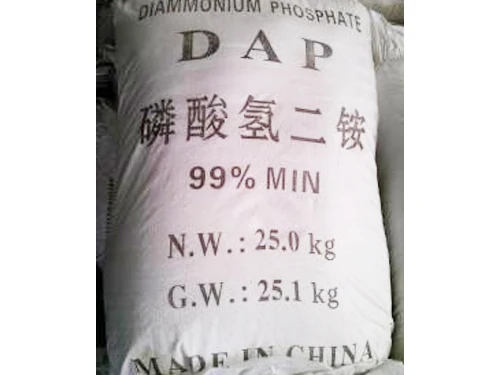 DIAMMONIUM PHOSPHATE
DAP
磷酸氢二铵
99% MIN
N.W.: 25.0 kg
G.W.: 25.1 kg
MADE IN CHINA